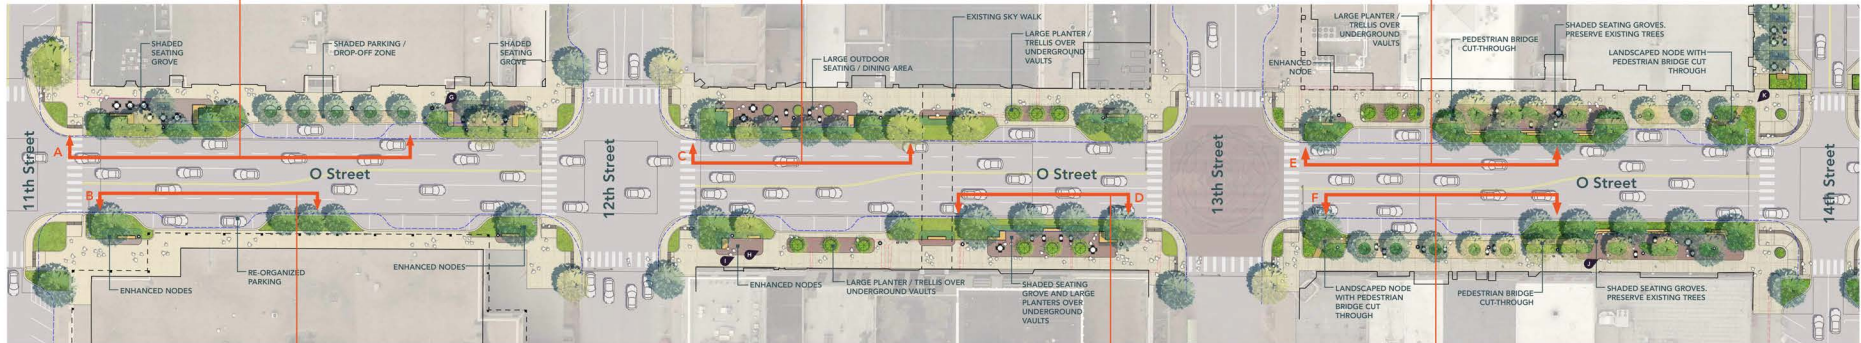 SHADED
SEATING
GROVE
SHADED PARKING /
DROP-OFF ZONE
SHADED
SEATING
GROVE
G
11th Street
A
B
O Street
RE-ORGANIZED
PARKING
ENHANCED NODES
ENHANCED NODES
12th Street
EXISTING SKY WALK
LARGE PLANTER /
TRELLIS OVER
UNDERGROUND
VAULTS
LARGE OUTDOOR
SEATING / DINING AREA
C
O Street
D
I
H
ENHANCED NODES
LARGE PLANTER / TRELLIS OVER
UNDERGROUND VAULTS
SHADED SEATING
GROVE AND LARGE
PLANTERS OVER
UNDERGROUND
VAULTS
13th Street
ENHANCED
NODE
LARGE PLANTER /
TRELLIS OVER
UNDERGROUND
VAULTS
PEDESTRIAN BRIDGE
CUT-THROUGH
SHADED SEATING GROVES.
PRESERVE EXISTING TREES
LANDSCAPED NODE WITH
PEDESTRIAN BRIDGE CUT
THROUGH
K
E
O Street
F
J
LANDSCAPED NODE
WITH PEDESTRIAN
BRIDGE CUT
THROUGH
PEDESTRIAN BRIDGE
CUT-THROUGH
SHADED SEATING GROVES.
PRESERVE EXISTING TREES
14th Street